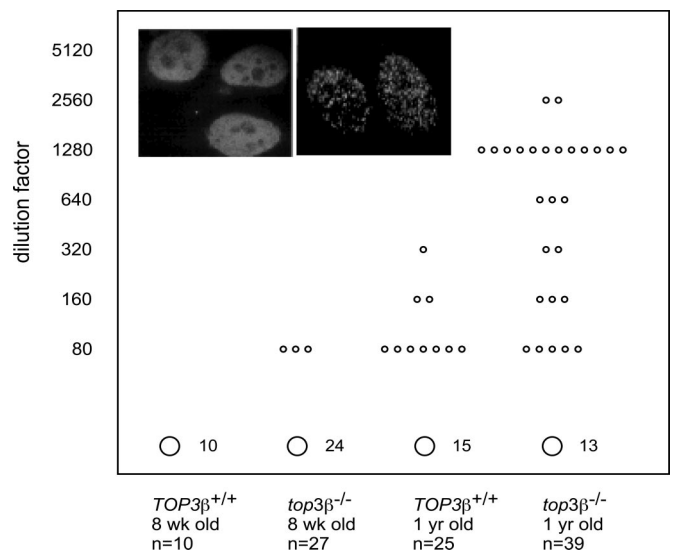 dilution factor
5120
2560
1280
640
320
160
80
10
24
15
13
TOP3β+/+
8 wk old
n=10
top3β-/-
8 wk old
n=27
TOP3β+/+
1 yr old
n=25
top3β-/-
1 yr old
n=39